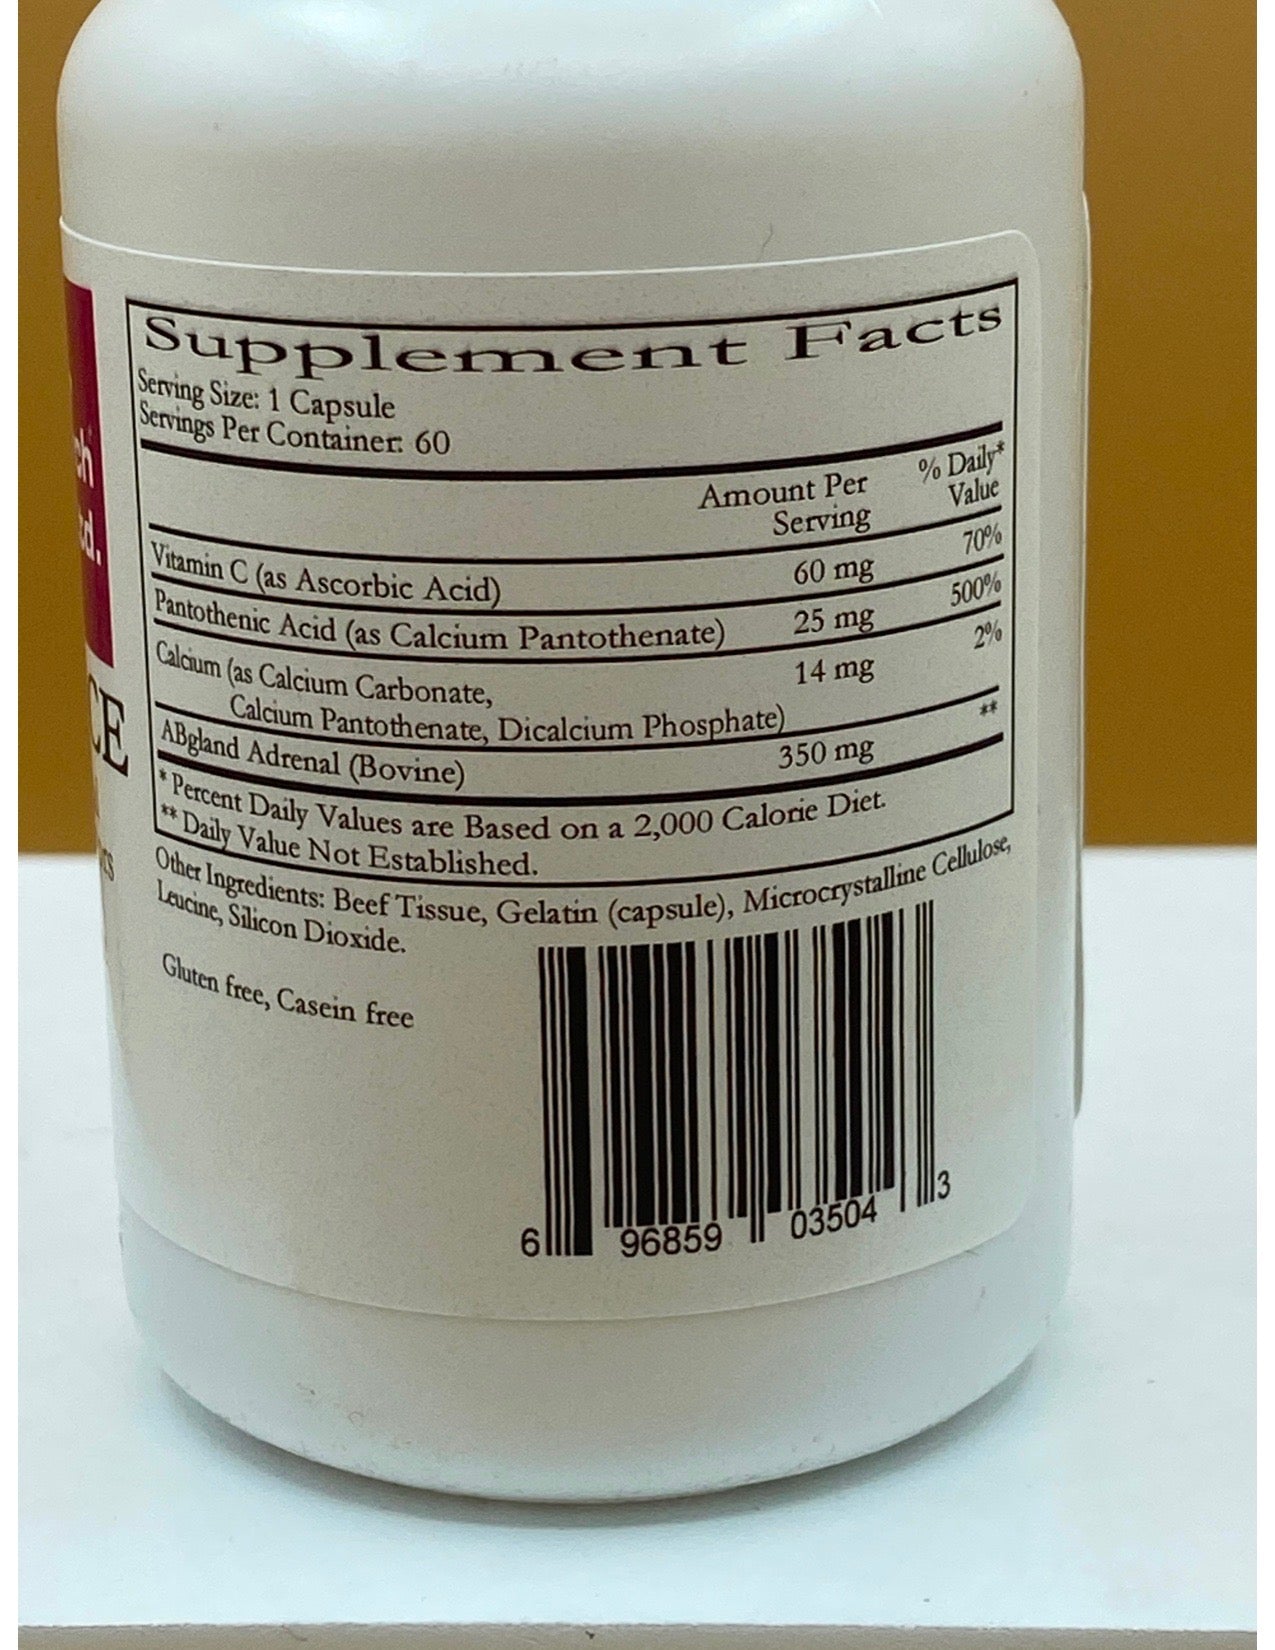 Supplement Facts
Serving Size: 1 Capsule
Servings Per Container: 60
Amount Per % Daily*
Serving Value
Vitamin C (as Ascorbic Acid) 60 mg 70%
Pantothenic Acid (as Calcium Pantothenate) 25 mg 500%
Calcium (as Calcium Carbonate, 14 mg 2%
Calcium Pantothenate, Dicalcium Phosphate)
ABgland Adrenal (Bovine) 350 mg **
* Percent Daily Values are Based on a 2,000 Calorie Diet.
** Daily Value Not Established.
Other Ingredients: Beef Tissue, Gelatin (capsule), Microcrystalline Cellulose,
Leucine, Silicon Dioxide.
Gluten free, Casein free
6 96859 03504 3
ch
td.
CE